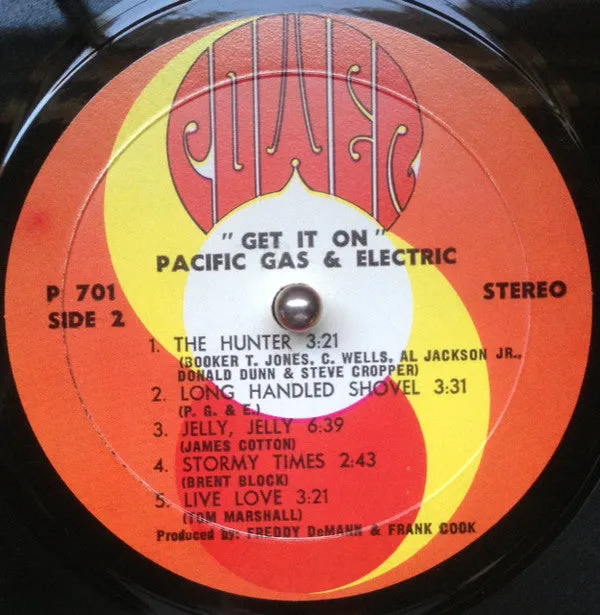 POWER
"GET IT ON"
PACIFIC GAS & ELECTRIC
P 701
SIDE 2
STEREO
1. THE HUNTER 3:21
(BOOKER T. JONES, C. WELLS, AL JACKSON JR.,
DONALD DUNN & STEVE CROPPER)
2. LONG HANDLED SHOVEL 3:31
(P. G. & E.)
3. JELLY, JELLY 6:39
(JAMES COTTON)
4. STORMY TIMES 2:43
(BRENT BLOCK)
5. LIVE LOVE 3:21
(TOM MARSHALL)
Produced by: FREDDY DeMANN & FRANK COOK